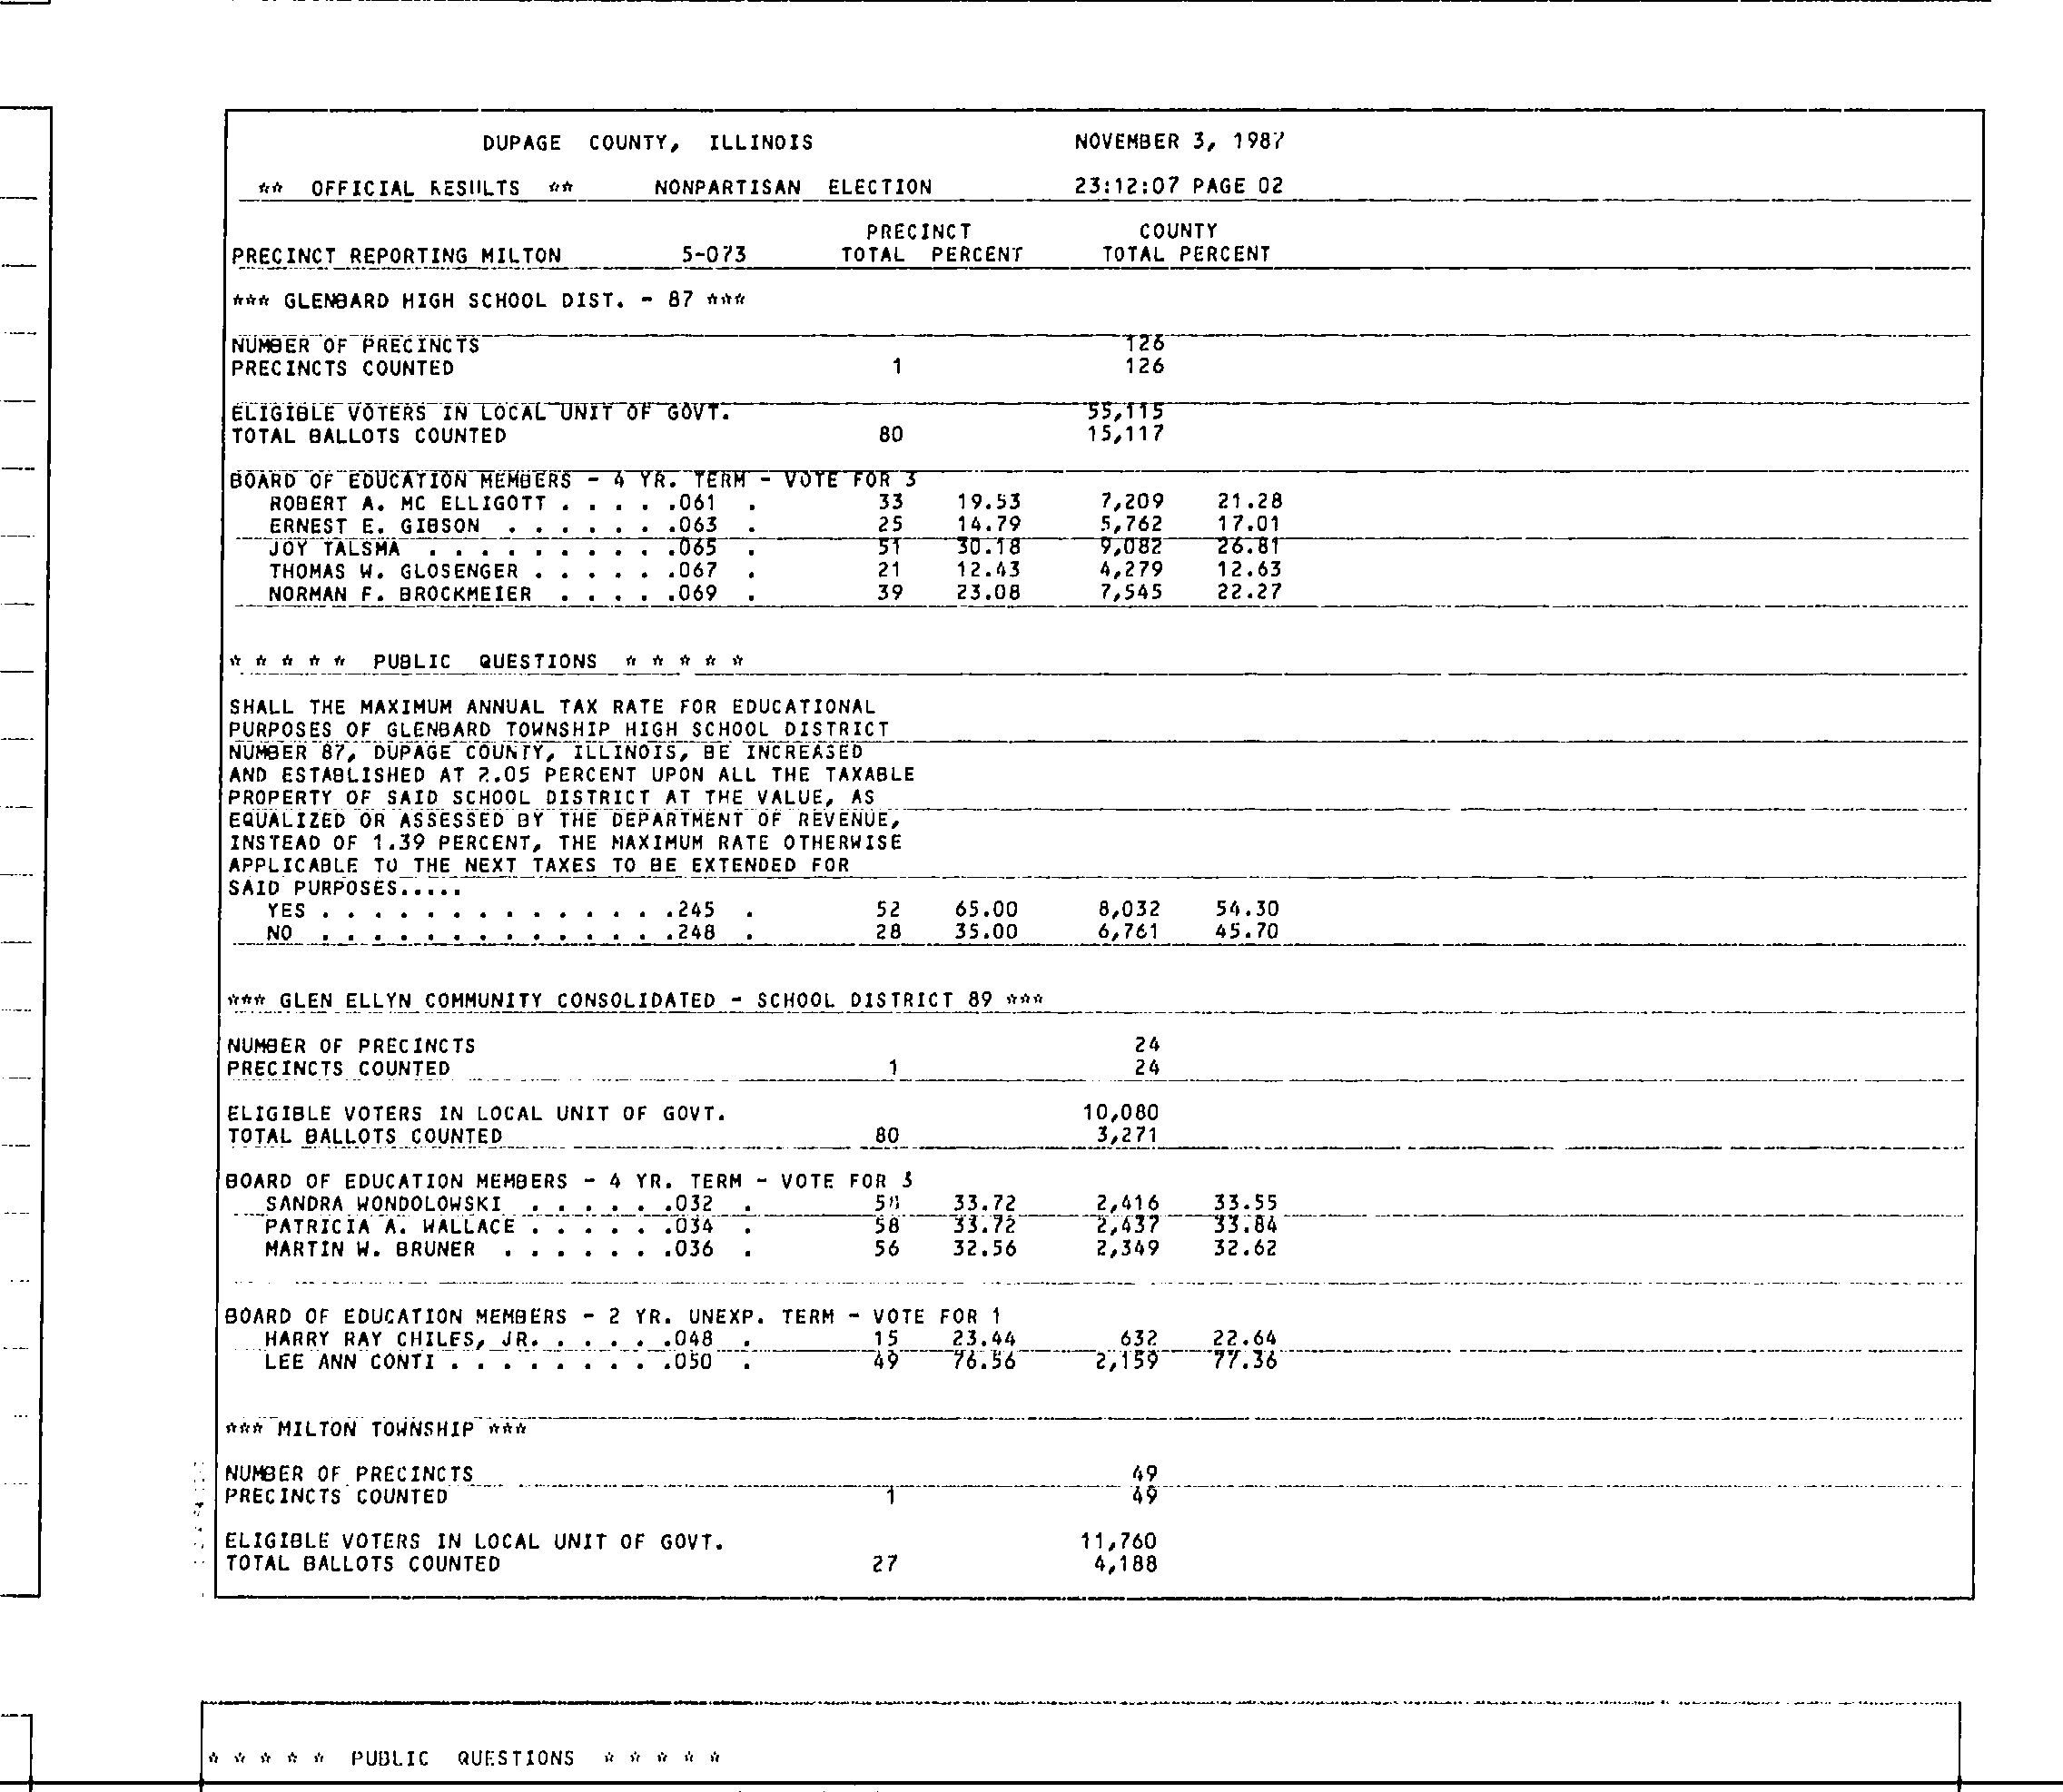 DUPAGE COUNTY, ILLINOIS NOVEMBER 3, 1987
** OFFICIAL RESULTS ** NONPARTISAN ELECTION 23:12:07 PAGE 02
PRECINCT COUNTY
PRECINCT REPORTING MILTON 5-073 TOTAL PERCENT TOTAL PERCENT
*** GLENBARD HIGH SCHOOL DIST. - 87 ***
NUMBER OF PRECINCTS 126
PRECINCTS COUNTED 1 126
ELIGIBLE VOTERS IN LOCAL UNIT OF GOVT. 55,115
TOTAL BALLOTS COUNTED 80 15,117
BOARD OF EDUCATION MEMBERS - 4 YR. TERM - VOTE FOR 3
ROBERT A. MC ELLIGOTT . . . . .061 . 33 19.53 7,209 21.28
ERNEST E. GIBSON . . . . . . .063 . 25 14.79 5,762 17.01
JOY TALSMA . . . . . . . . . .065 . 51 30.18 9,082 26.81
THOMAS W. GLOSENGER . . . . . .067 . 21 12.43 4,279 12.63
NORMAN F. BROCKMEIER . . . . .069 . 39 23.08 7,545 22.27
* * * * * PUBLIC QUESTIONS * * * * *
SHALL THE MAXIMUM ANNUAL TAX RATE FOR EDUCATIONAL
PURPOSES OF GLENBARD TOWNSHIP HIGH SCHOOL DISTRICT
NUMBER 87, DUPAGE COUNTY, ILLINOIS, BE INCREASED
AND ESTABLISHED AT 2.05 PERCENT UPON ALL THE TAXABLE
PROPERTY OF SAID SCHOOL DISTRICT AT THE VALUE, AS
EQUALIZED OR ASSESSED BY THE DEPARTMENT OF REVENUE,
INSTEAD OF 1.39 PERCENT, THE MAXIMUM RATE OTHERWISE
APPLICABLE TO THE NEXT TAXES TO BE EXTENDED FOR
SAID PURPOSES.....
YES . . . . . . . . . . . . . .245 . 52 65.00 8,032 54.30
NO . . . . . . . . . . . . . .248 . 28 35.00 6,761 45.70
*** GLEN ELLYN COMMUNITY CONSOLIDATED - SCHOOL DISTRICT 89 ***
NUMBER OF PRECINCTS 24
PRECINCTS COUNTED 1 24
ELIGIBLE VOTERS IN LOCAL UNIT OF GOVT. 10,080
TOTAL BALLOTS COUNTED 80 3,271
BOARD OF EDUCATION MEMBERS - 4 YR. TERM - VOTE FOR 3
SANDRA WONDOLOWSKI . . . . . .032 . 58 33.72 2,416 33.55
PATRICIA A. WALLACE . . . . . .034 . 58 33.72 2,437 33.84
MARTIN W. BRUNER . . . . . . .036 . 56 32.56 2,349 32.62
BOARD OF EDUCATION MEMBERS - 2 YR. UNEXP. TERM - VOTE FOR 1
HARRY RAY CHILES, JR. . . . . .048 . 15 23.44 632 22.64
LEE ANN CONTI . . . . . . . . .050 . 49 76.56 2,159 77.36
*** MILTON TOWNSHIP ***
NUMBER OF PRECINCTS 49
PRECINCTS COUNTED 1 49
ELIGIBLE VOTERS IN LOCAL UNIT OF GOVT. 11,760
TOTAL BALLOTS COUNTED 27 4,188
* * * * * PUBLIC QUESTIONS * * * * *